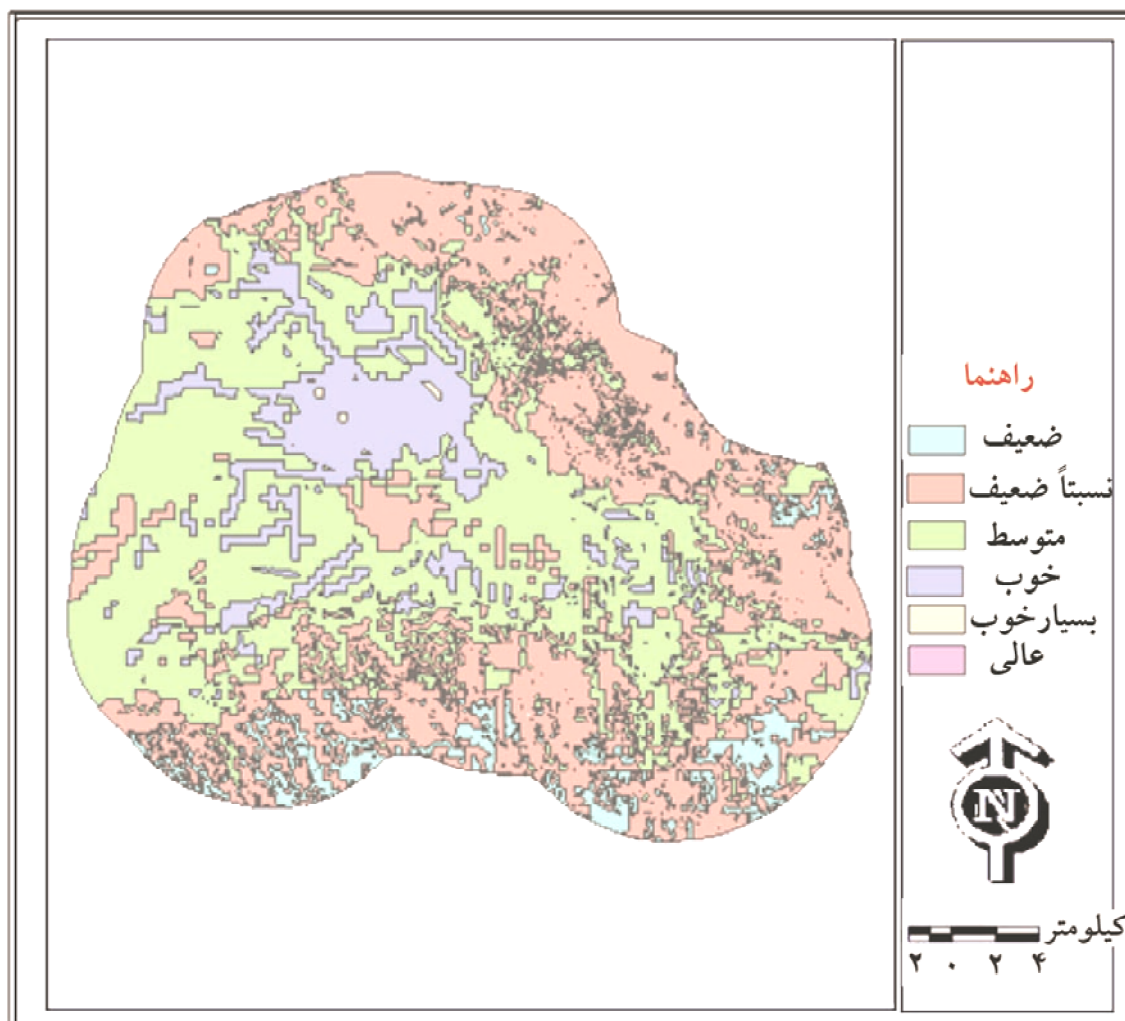 راهنما
ضعیف
نسبتاً ضعیف
متوسط
خوب
بسیارخوب
عالی
N
کیلومتر
۲ ۰ ۲ ۴